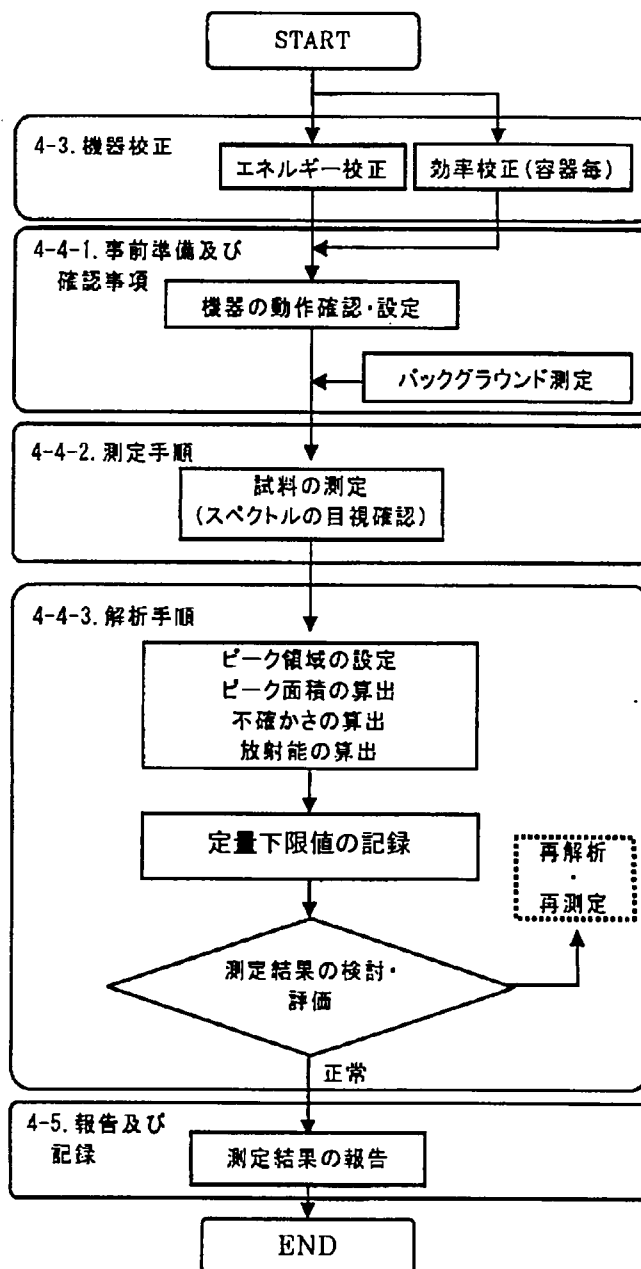 START
4-3. 機器校正
エネルギー校正
効率校正(容器毎)
4-4-1. 事前準備及び
確認事項
機器の動作確認・設定
バックグラウンド測定
4-4-2. 測定手順
試料の測定
(スペクトルの目視確認)
4-4-3. 解析手順
ピーク領域の設定
ピーク面積の算出
不確かさの算出
放射能の算出
定量下限値の記録
再解析
・
再測定
測定結果の検討・
評価
正常
4-5. 報告及び
記録
測定結果の報告
END